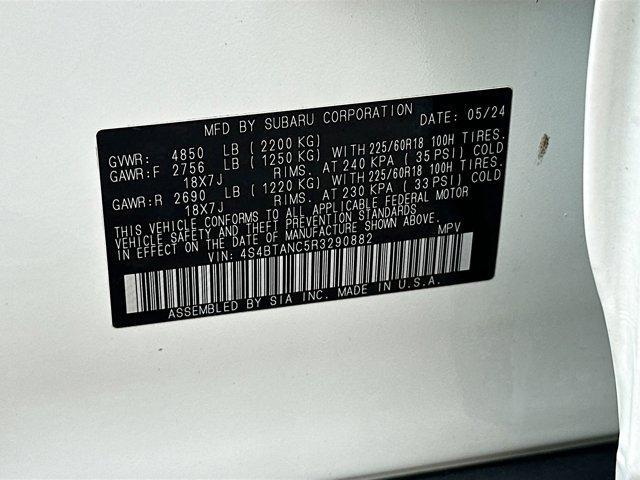 MFD BY SUBARU CORPORATION DATE: 05/24
GVWR: 4850 LB (2200 KG)
GAWR:F 2756 LB (1250 KG) WITH 225/60R18 100H TIRES.
18X7J RIMS. AT 240 KPA (35 PSI) COLD
GAWR:R 2690 LB (1220 KG) WITH 225/60R18 100H TIRES.
18X7J RIMS. AT 230 KPA (33 PSI) COLD
THIS VEHICLE CONFORMS TO ALL APPLICABLE FEDERAL MOTOR
VEHICLE SAFETY AND THEFT PREVENTION STANDARDS
IN EFFECT ON THE DATE OF MANUFACTURE SHOWN ABOVE.
VIN: 4S4BTANC5R3290882 MPV
ASSEMBLED BY SIA INC. MADE IN U.S.A.